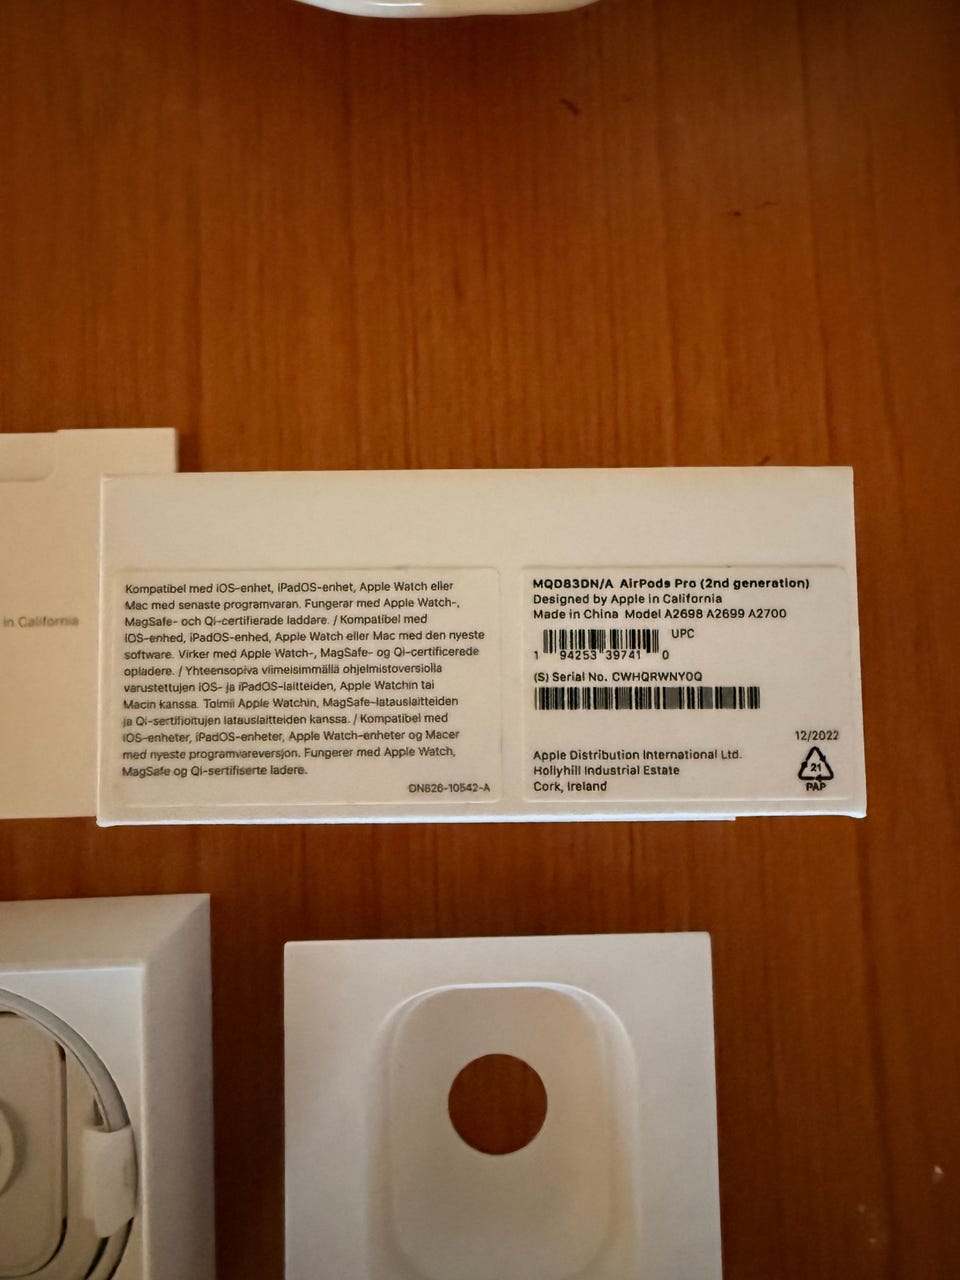 in California
Kompatibel med iOS-enhet, iPadOS-enhet, Apple Watch eller
Mac med senaste programvaran. Fungerar med Apple Watch-,
MagSafe- och Qi-certifierade laddare. / Kompatibel med
iOS-enhed, iPadOS-enhed, Apple Watch eller Mac med den nyeste
software. Virker med Apple Watch-, MagSafe- og Qi-certificerede
opladere. / Yhteensopiva viimeisimmällä ohjelmistoversiolla
varustettujen iOS- ja iPadOS-laitteiden, Apple Watchin tai
Macin kanssa. Toimii Apple Watchin, MagSafe-latauslaitteiden
ja Qi-sertifioitujen latauslaitteiden kanssa. / Kompatibel med
iOS-enheter, iPadOS-enheter, Apple Watch-enheter og Macer
med nyeste programvareversjon. Fungerer med Apple Watch,
MagSafe og Qi-sertifiserte ladere.
DN826-10542-A
MQD83DN/A AirPods Pro (2nd generation)
Designed by Apple in California
Made in China Model A2698 A2699 A2700
UPC
1 94253 39741 0
(S) Serial No. CWHQRWNY0Q
12/2022
Apple Distribution International Ltd.
Hollyhill Industrial Estate
Cork, Ireland
21
PAP